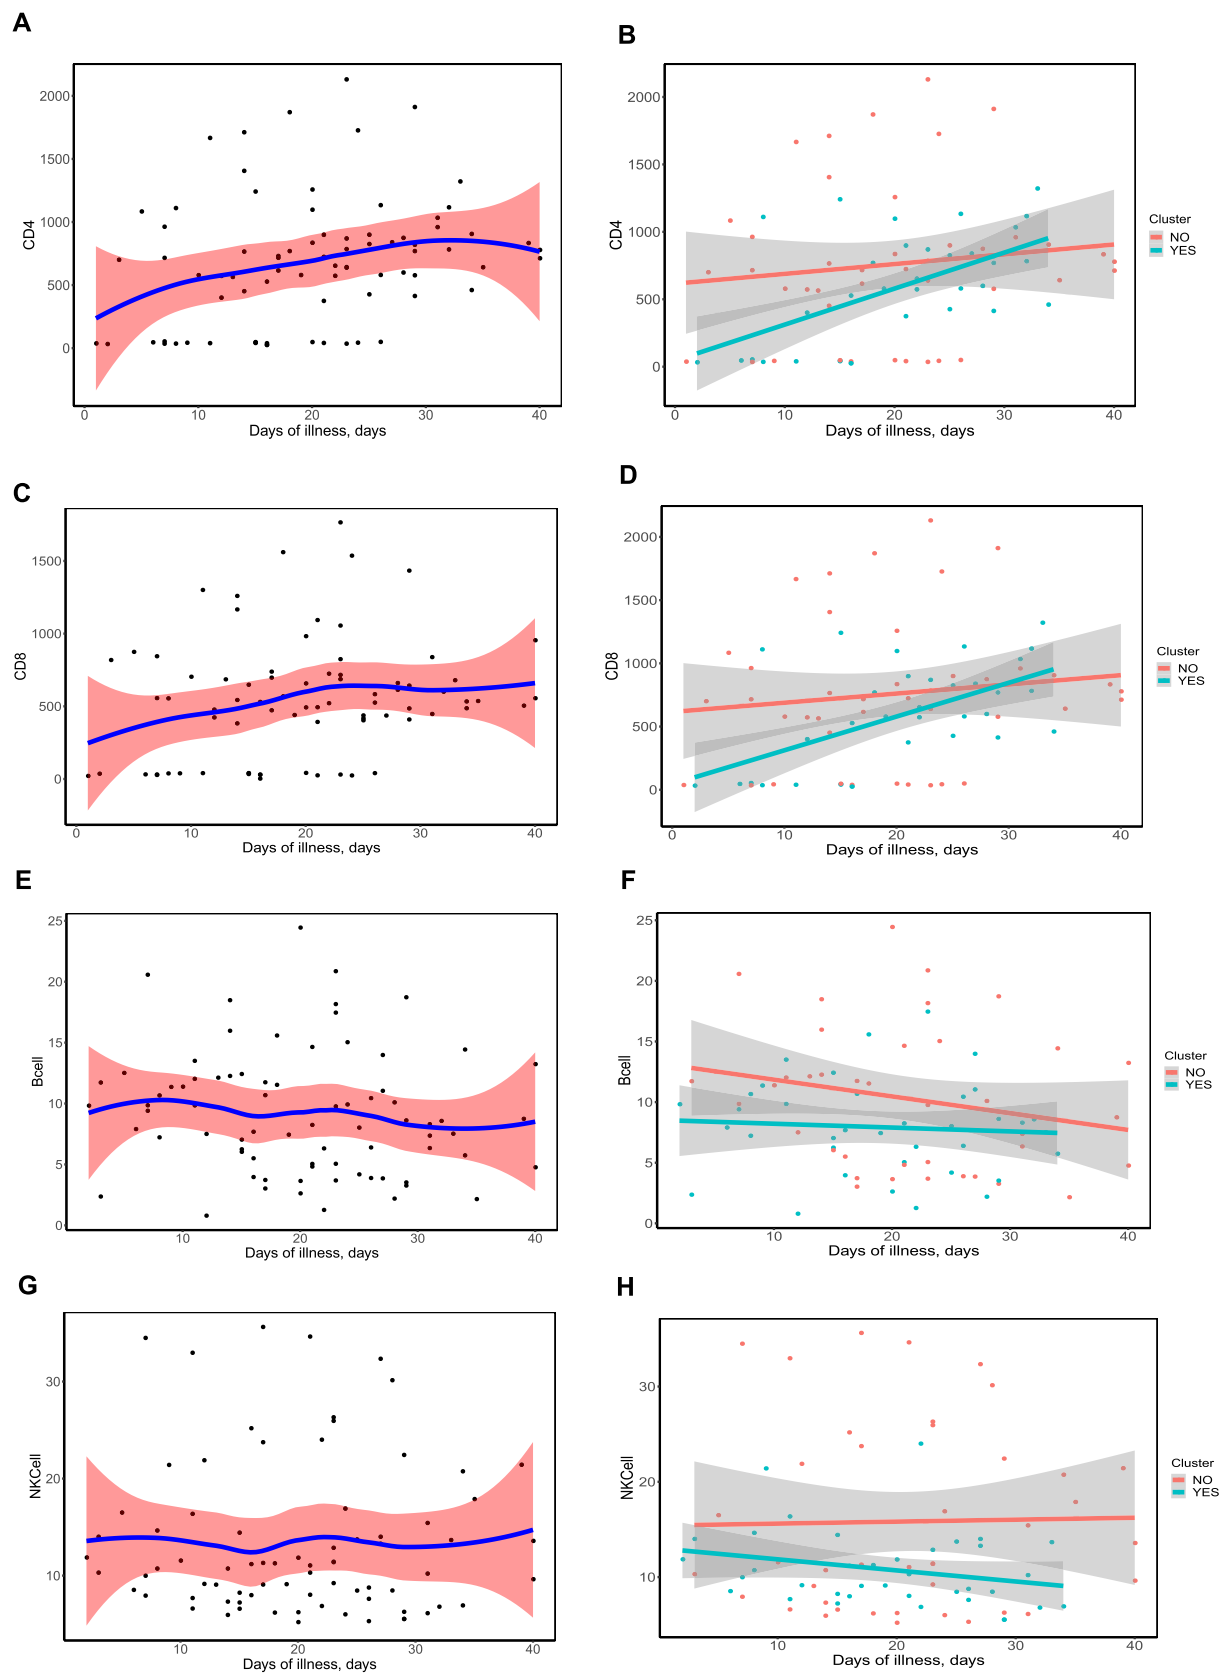 A
B
2000
1500
1000
500
0
CD4
0 10 20 30 40
Days of illness, days
2000
1500
1000
500
0
CD4
0 10 20 30 40
Days of illness, days
Cluster
NO
YES
C
D
1500
1000
500
0
CD8
0 10 20 30 40
Days of illness, days
2000
1500
1000
500
0
CD8
0 10 20 30 40
Days of illness, days
Cluster
NO
YES
E
F
25
20
15
10
5
0
Bcell
10 20 30 40
Days of illness, days
25
20
15
10
5
0
Bcell
10 20 30 40
Days of illness, days
Cluster
NO
YES
G
H
30
20
10
NKCell
10 20 30 40
Days of illness, days
30
20
10
NKCell
10 20 30 40
Days of illness, days
Cluster
NO
YES